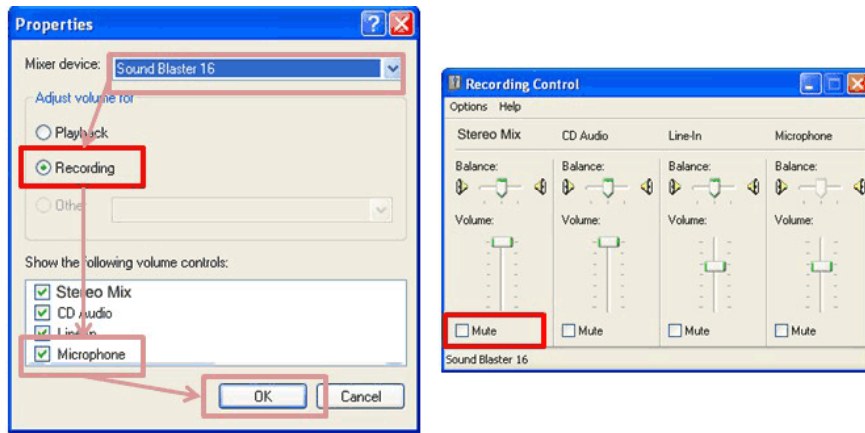 Properties
Mixer device: Sound Blaster 16
Adjust volume for
Playback
Recording
Other
Show the following volume controls:
Stereo Mix
CD Audio
Line-In
Microphone
OK Cancel
Recording Control
Options Help
Stereo Mix CD Audio Line-In Microphone
Balance: Balance: Balance: Balance:
Volume: Volume: Volume: Volume:
Mute Mute Mute Mute
Sound Blaster 16